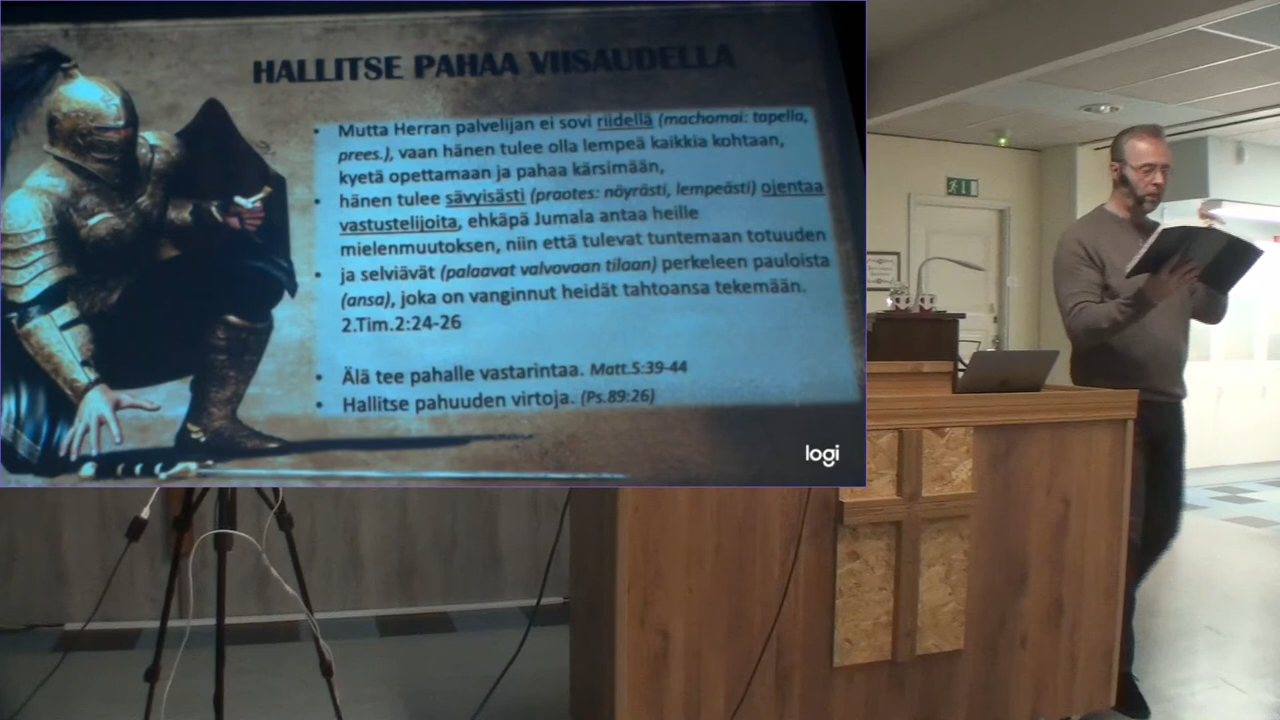 HALLITSE PAHAA VIISAUDELLA
• Mutta Herran palvelijan ei sovi riidellä (machomai: tapella,
prees.), vaan hänen tulee olla lempeä kaikkia kohtaan,
kyetä opettamaan ja pahaa kärsimään,
• hänen tulee sävyisästi (praotes: nöyrästi, lempeästi) ojentaa
vastustelijoita, ehkäpä Jumala antaa heille
mielenmuutoksen, niin että tulevat tuntemaan totuuden
• ja selviävät (palaavat valvovaan tilaan) perkeleen pauloista
(ansa), joka on vanginnut heidät tahtoansa tekemään.
2.Tim.2:24-26
• Älä tee pahalle vastarintaa. Matt.5:39-44
• Hallitse pahuuden virtoja. (Ps.89:26)
logi